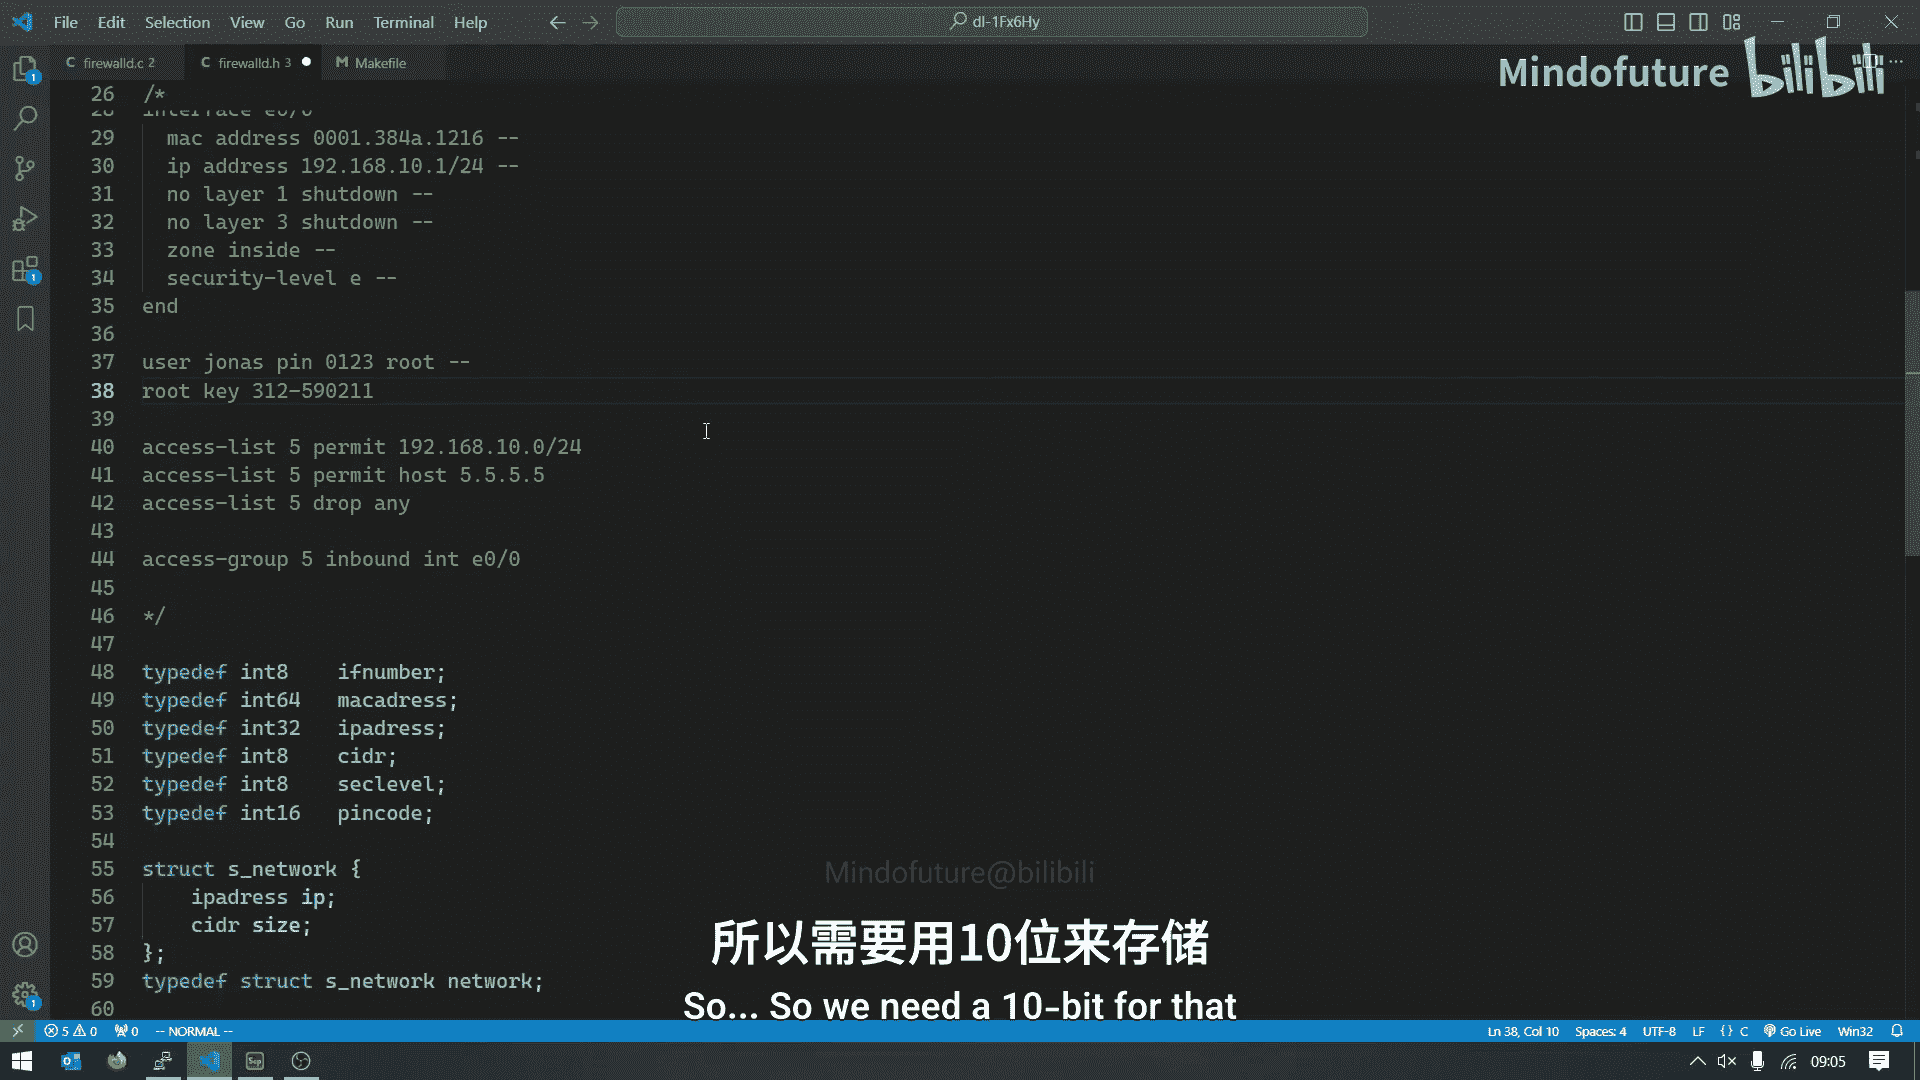 File Edit Selection View Go Run Terminal Help
dl-1Fx6Hy
C firewalld.c 2
C firewalld.h 3
M Makefile
Mindofuture bilibili
26 /*
28 interface e0/0
29 mac address 0001.384a.1216 --
30 ip address 192.168.10.1/24 --
31 no layer 1 shutdown --
32 no layer 3 shutdown --
33 zone inside --
34 security-level e --
35 end
36
37 user jonas pin 0123 root --
38 root key 312-590211
39
40 access-list 5 permit 192.168.10.0/24
41 access-list 5 permit host 5.5.5.5
42 access-list 5 drop any
43
44 access-group 5 inbound int e0/0
45
46 */
47
48 typedef int8 ifnumber;
49 typedef int64 macadress;
50 typedef int32 ipadress;
51 typedef int8 cidr;
52 typedef int8 seclevel;
53 typedef int16 pincode;
54
55 struct s_network {
56 ipadress ip;
57 cidr size;
58 };
59 typedef struct s_network network;
60
Mindofuture@bilibili
所以需要用10位来存储
So... So we need a 10-bit for that
5 0 0 -- NORMAL -- Ln 38, Col 10 Spaces: 4 UTF-8 LF {} C Go Live Win32
09:05